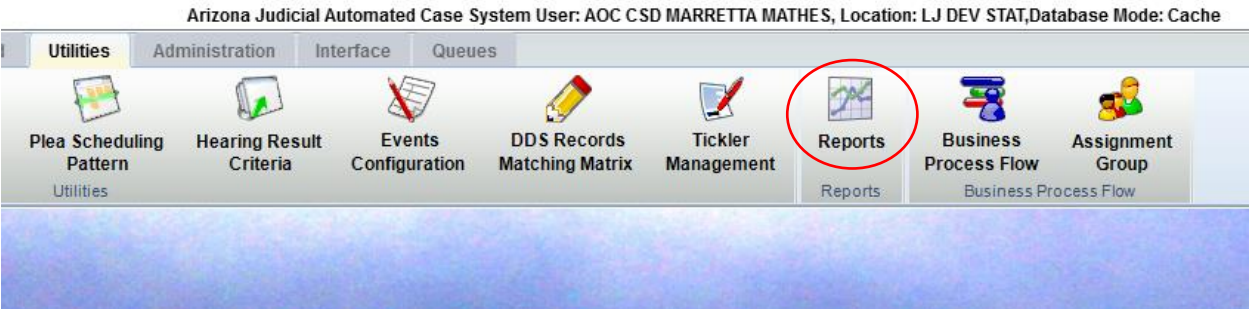 Arizona Judicial Automated Case System User: AOC CSD MARRETTA MATHES, Location: LJ DEV STAT,Database Mode: Cache
Utilities Administration Interface Queues
Plea Scheduling Pattern
Hearing Result Criteria
Events Configuration
DDS Records Matching Matrix
Tickler Management
Reports
Business Process Flow
Assignment Group
Utilities
Reports
Business Process Flow